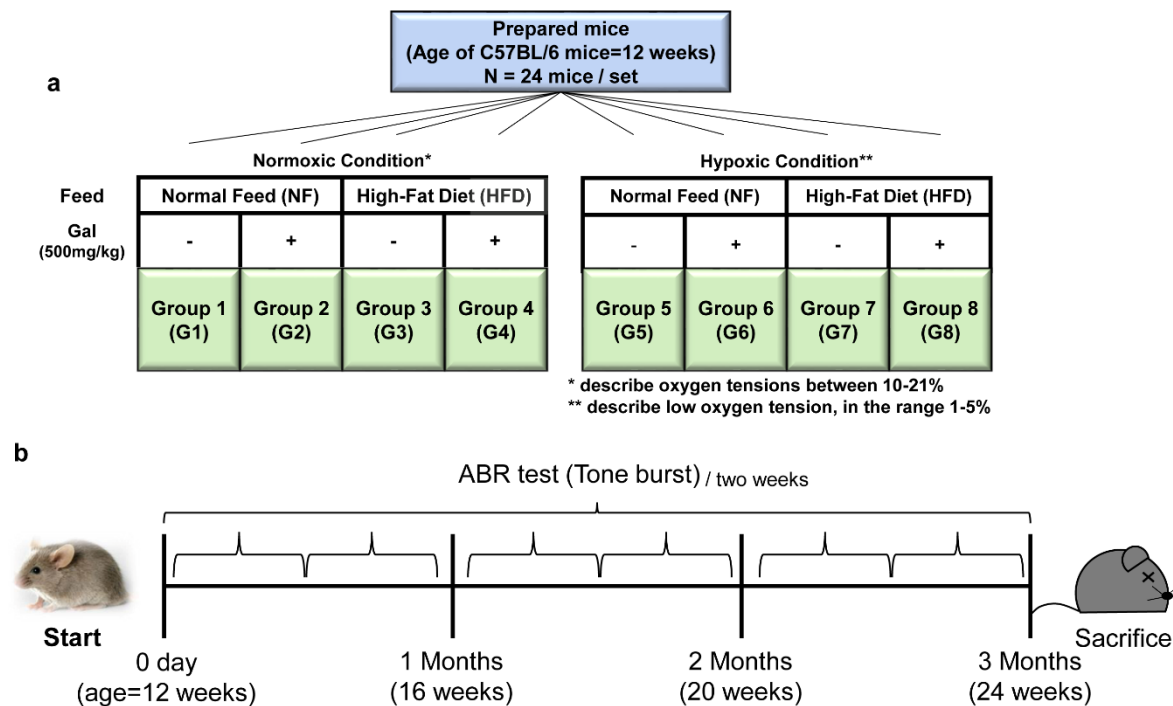 Prepared mice
(Age of C57BL/6 mice=12 weeks)
N = 24 mice / set
a
Normoxic Condition*
Hypoxic Condition**
Feed
Normal Feed (NF)
High-Fat Diet (HFD)
Normal Feed (NF)
High-Fat Diet (HFD)
Gal
(500mg/kg)
-
+
-
+
-
+
-
+
Group 1
(G1)
Group 2
(G2)
Group 3
(G3)
Group 4
(G4)
Group 5
(G5)
Group 6
(G6)
Group 7
(G7)
Group 8
(G8)
* describe oxygen tensions between 10-21%
** describe low oxygen tension, in the range 1-5%
b
ABR test (Tone burst) / two weeks
Start
Sacrifice
0 day
(age=12 weeks)
1 Months
(16 weeks)
2 Months
(20 weeks)
3 Months
(24 weeks)